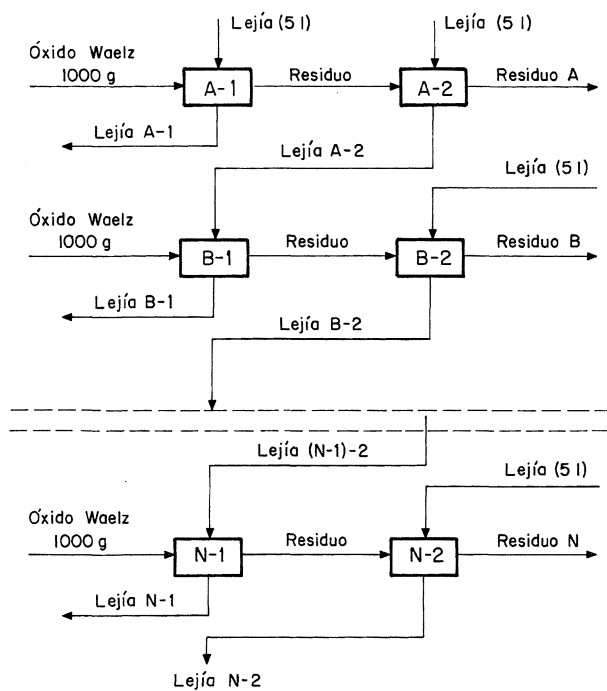 Lejía (5 l)
Lejía (5 l)
Óxido Waelz
1000 g
A-1
Residuo
A-2
Residuo A
Lejía A-1
Lejía A-2
Lejía (5 l)
Óxido Waelz
1000 g
B-1
Residuo
B-2
Residuo B
Lejía B-1
Lejía B-2
Lejía (N-1)-2
Lejía (5 l)
Óxido Waelz
1000 g
N-1
Residuo
N-2
Residuo N
Lejía N-1
Lejía N-2